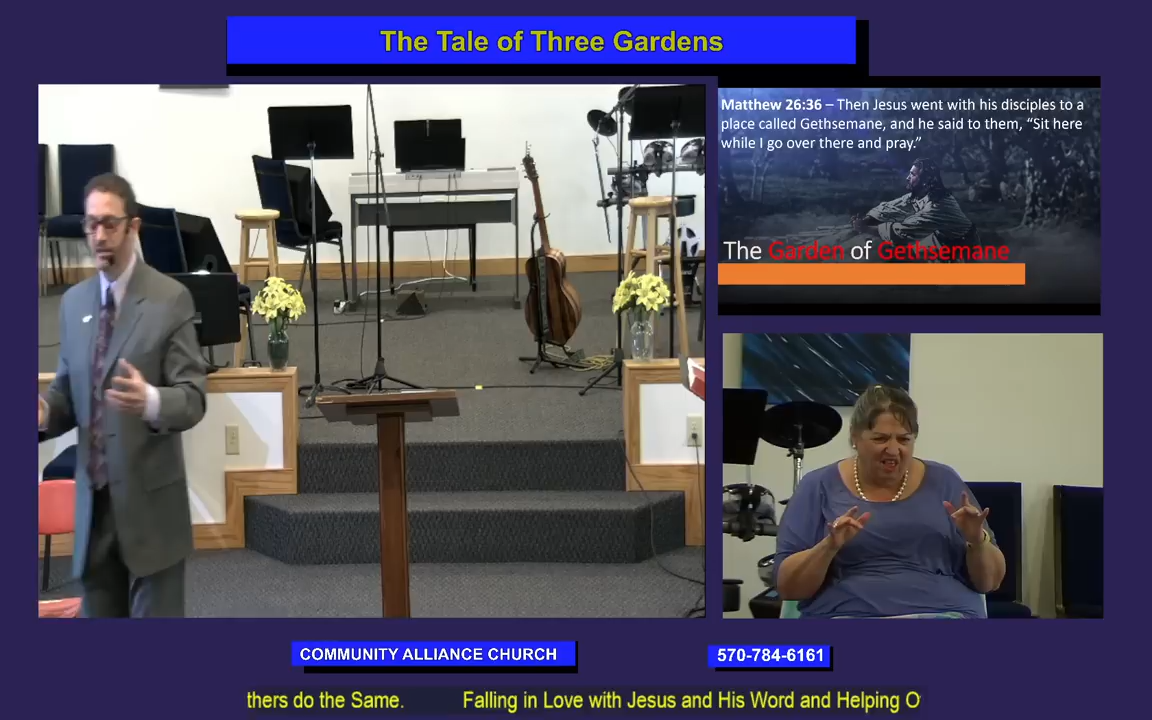 The Tale of Three Gardens
Matthew 26:36 – Then Jesus went with his disciples to a
place called Gethsemane, and he said to them, “Sit here
while I go over there and pray.”
The Garden of Gethsemane
COMMUNITY ALLIANCE CHURCH
570-784-6161
thers do the Same. Falling in Love with Jesus and His Word and Helping O